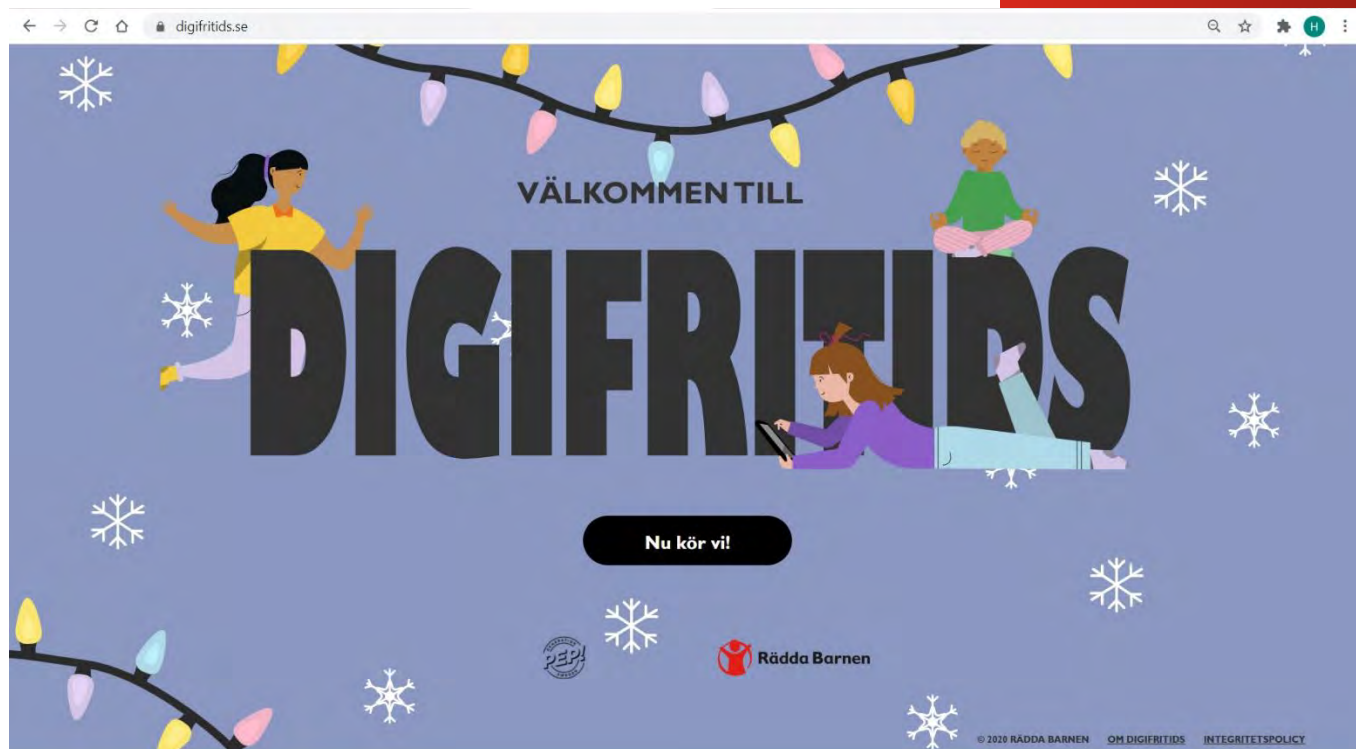 digifritids.se
H
VÄLKOMMEN TILL
DIGIFRITIDS
Nu kör vi!
PEP!
Rädda Barnen
© 2020 RÄDDA BARNEN OM DIGIFRITIDS INTEGRITETSPOLICY